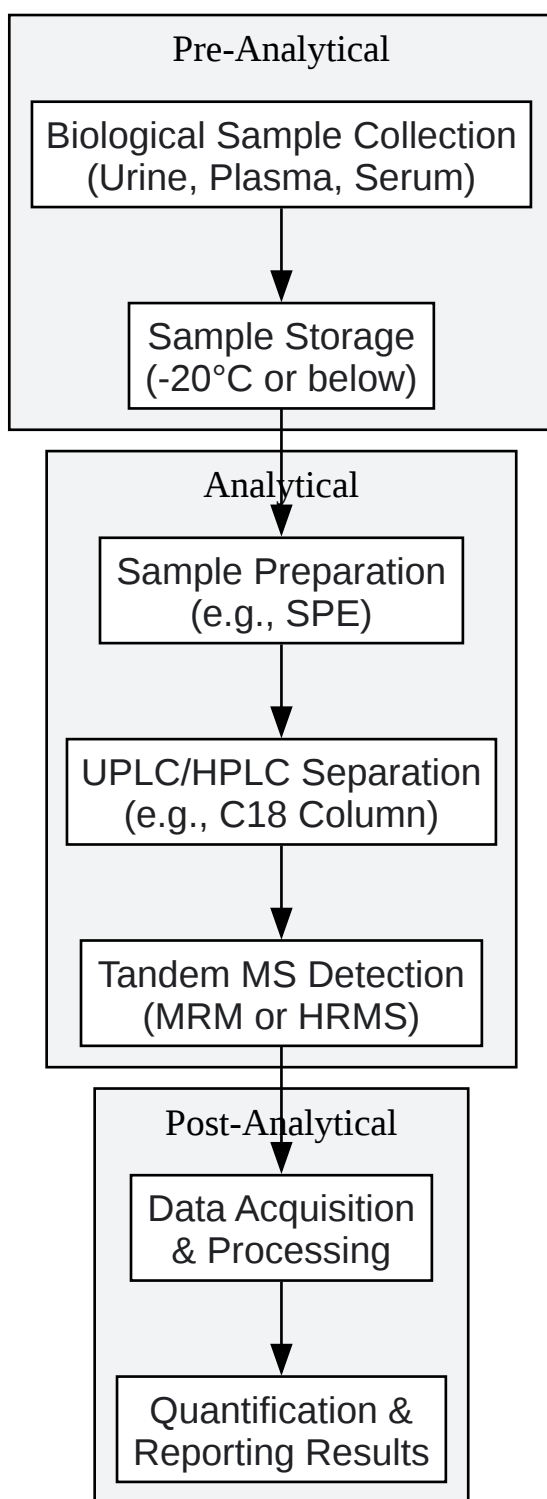 Pre-Analytical
Biological Sample Collection
(Urine, Plasma, Serum)
Sample Storage
(-20°C or below)
Analytical
Sample Preparation
(e.g., SPE)
UPLC/HPLC Separation
(e.g., C18 Column)
Tandem MS Detection
(MRM or HRMS)
Post-Analytical
Data Acquisition
& Processing
Quantification &
Reporting Results